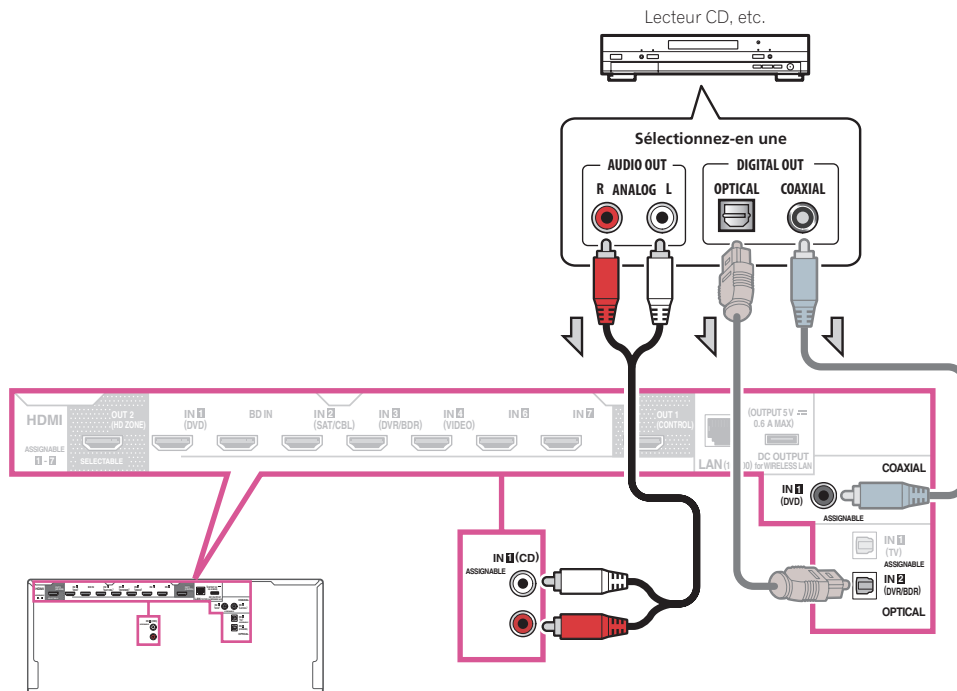 Lecteur CD, etc.
Sélectionnez-en une
AUDIO OUT
DIGITAL OUT
R ANALOG L
OPTICAL
COAXIAL
HDMI
ASSIGNABLE
1 - 7
OUT 2
(HD ZONE)
SELECTABLE
IN 1
(DVD)
BD IN
IN 2
(SAT/CBL)
IN 3
(DVR/BDR)
IN 4
(VIDEO)
IN 6
IN 7
OUT 1
(CONTROL)
(OUTPUT 5 V
0.6 A MAX)
DC OUTPUT
for WIRELESS LAN
COAXIAL
IN 1
(DVD)
ASSIGNABLE
IN 1
(TV)
ASSIGNABLE
IN 2
(DVR/BDR)
OPTICAL
IN 1 (CD)
ASSIGNABLE